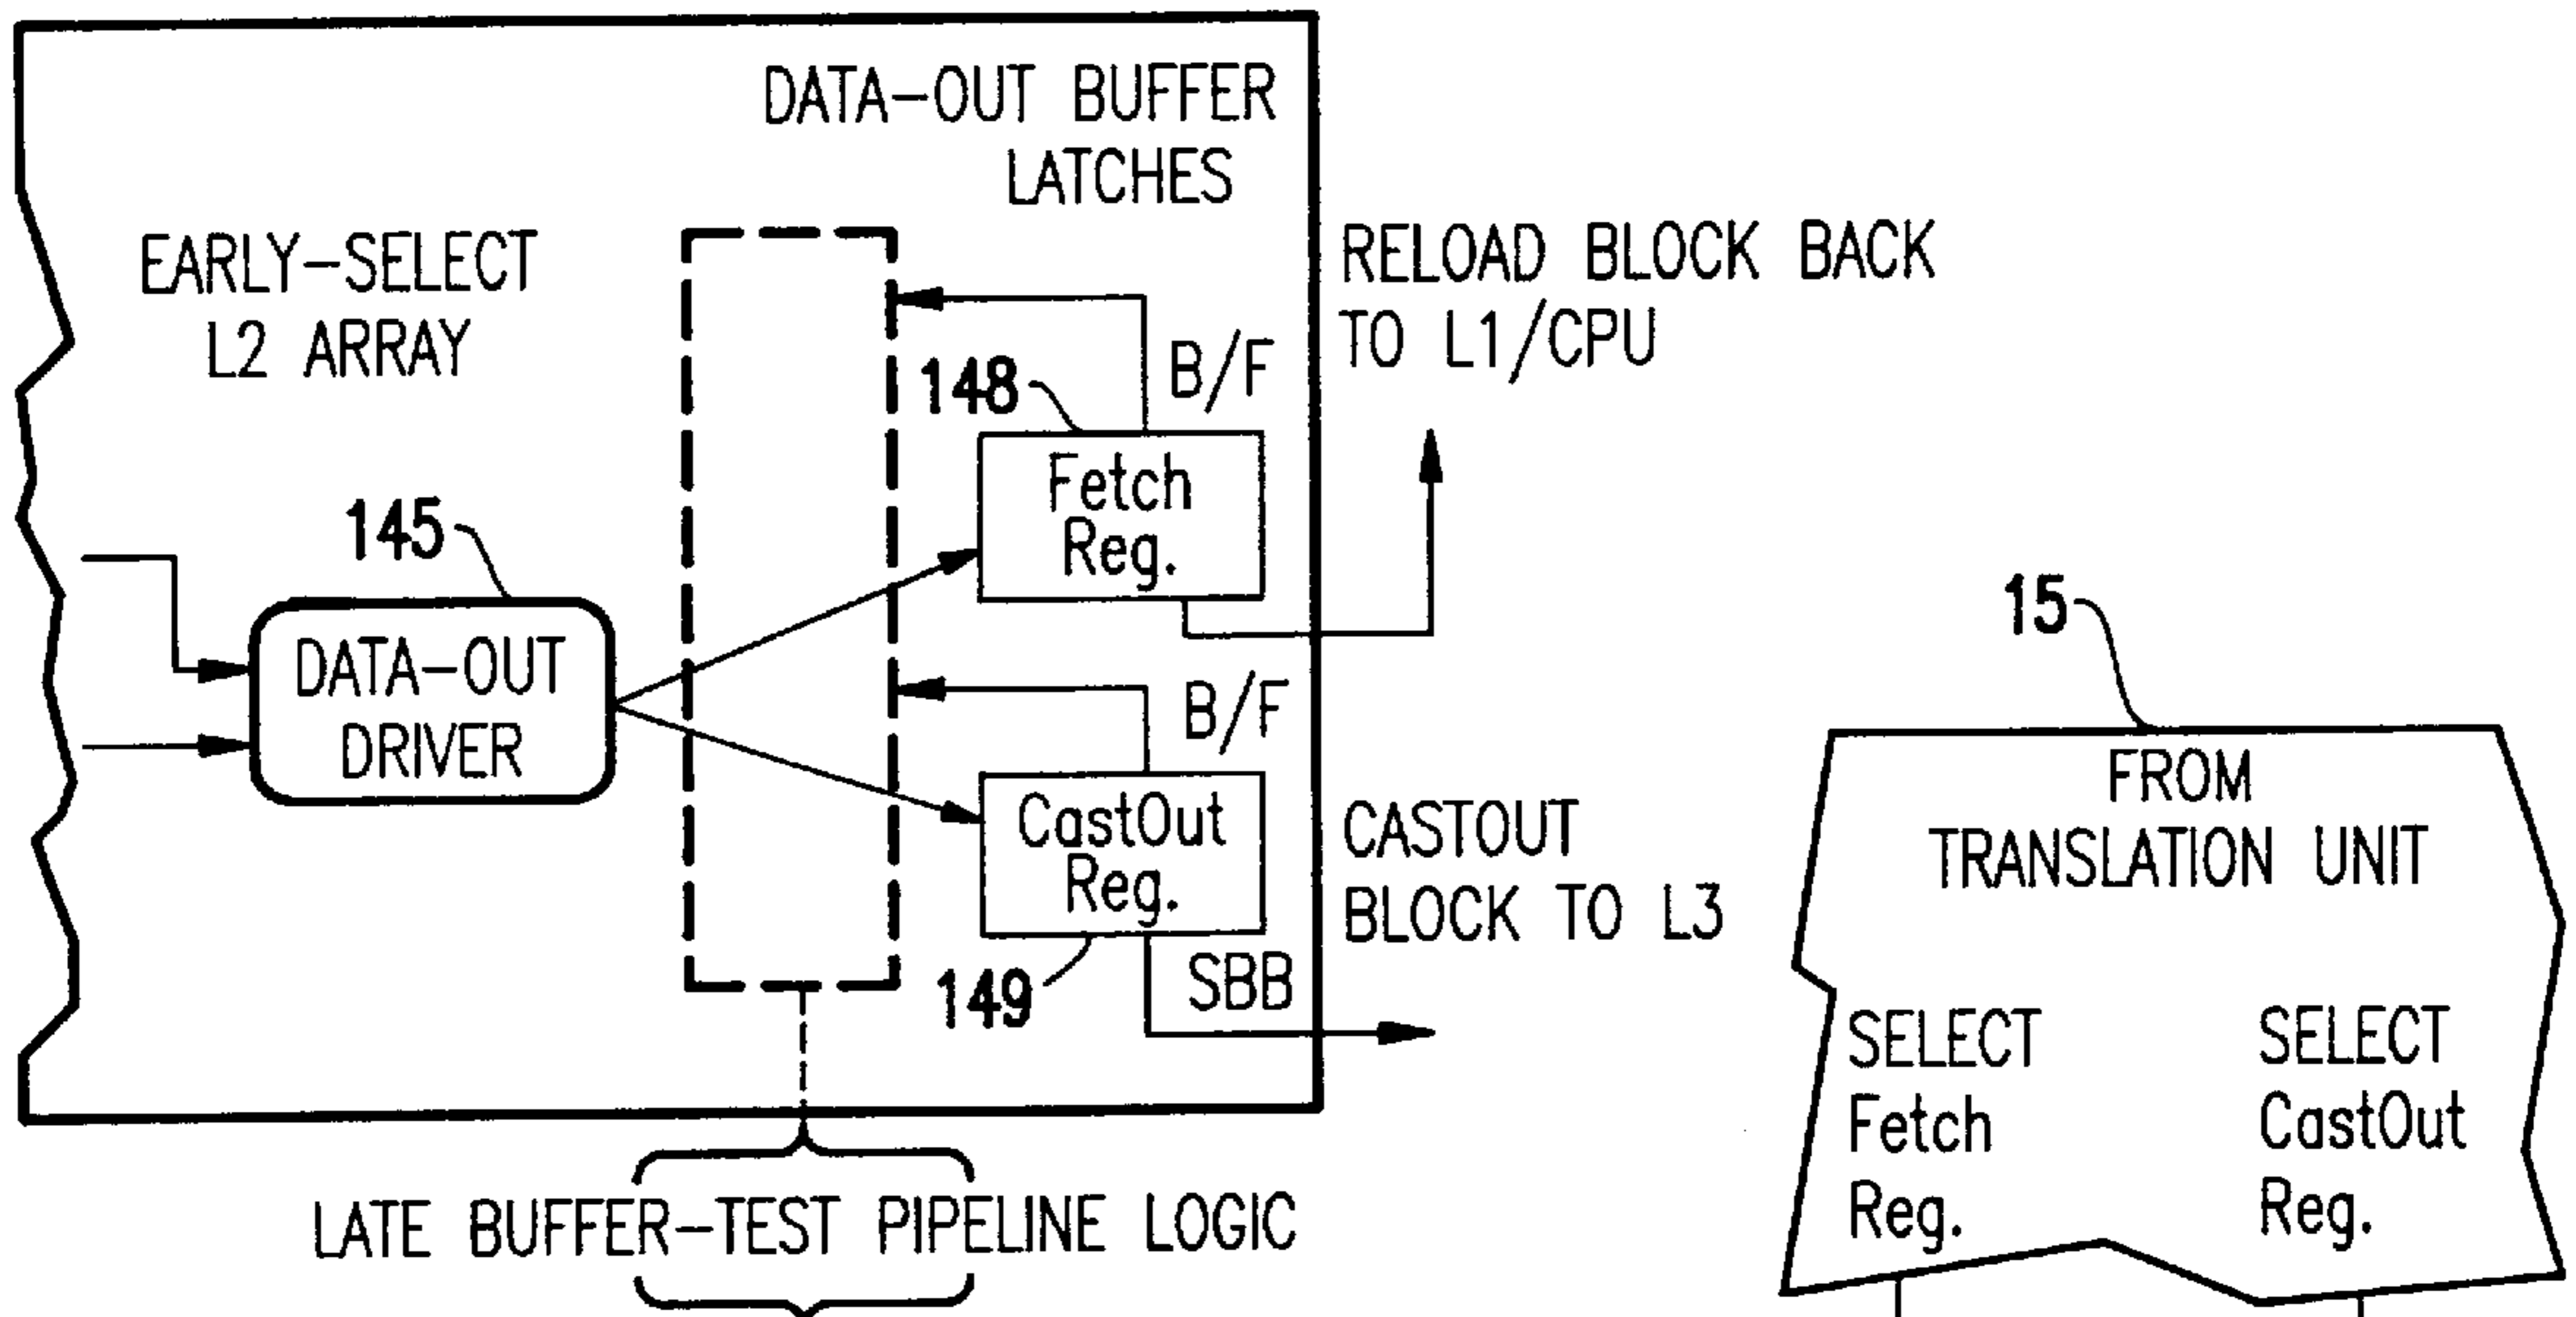 DATA-OUT BUFFER
LATCHES
EARLY-SELECT
L2 ARRAY
RELOAD BLOCK BACK
TO L1/CPU
B/F
148
Fetch
Reg.
145
DATA-OUT
DRIVER
B/F
CastOut
Reg.
149
SBB
CASTOUT
BLOCK TO L3
15
FROM
TRANSLATION UNIT
SELECT
Fetch
Reg.
SELECT
CastOut
Reg.
LATE BUFFER-TEST PIPELINE LOGIC